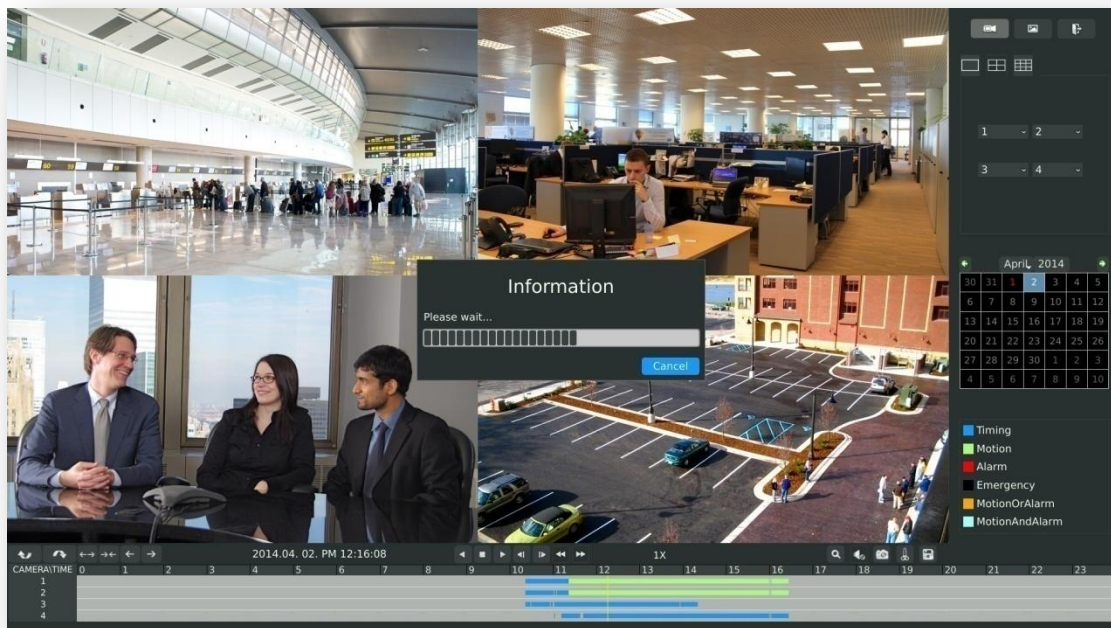 1 2
3 4
April, 2014
30 31 1 2 3 4 5
6 7 8 9 10 11 12
13 14 15 16 17 18 19
20 21 22 23 24 25 26
27 28 29 30 1 2 3
4 5 6 7 8 9 10
Information
Please wait...
Cancel
Timing
Motion
Alarm
Emergency
MotionOrAlarm
MotionAndAlarm
2014.04. 02. PM 12:16:08
1X
CAMERA\TIME 0 1 2 3 4 5 6 7 8 9 10 11 12 13 14 15 16 17 18 19 20 21 22 23
1
2
3
4